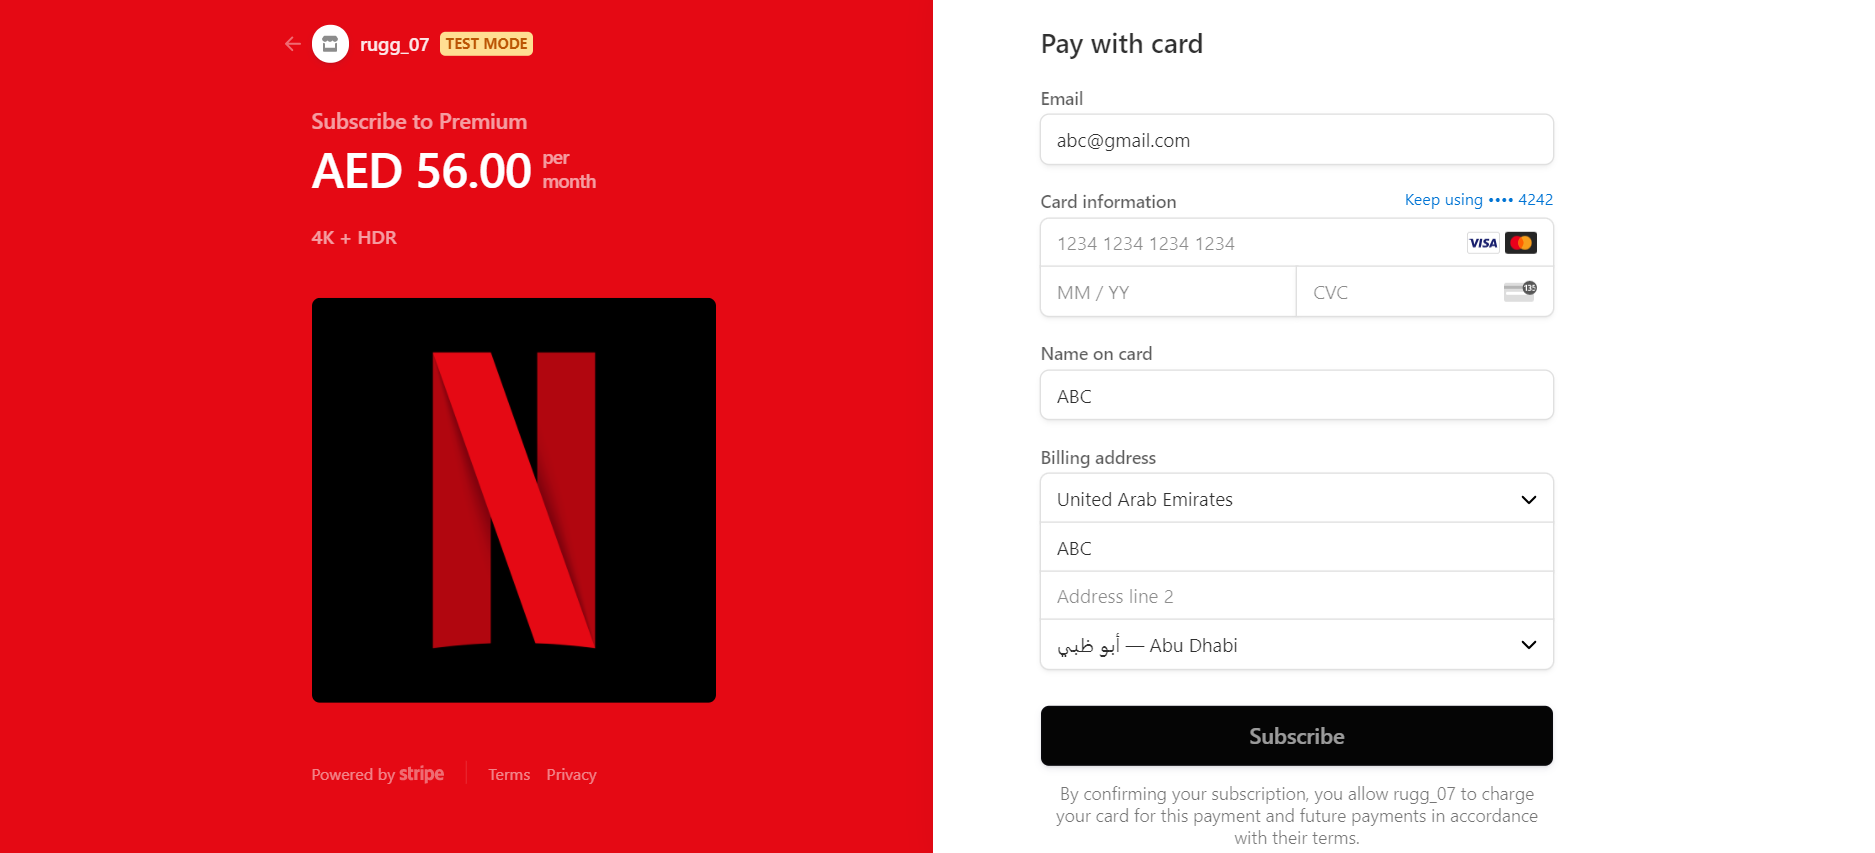 rugg_07 TEST MODE
Subscribe to Premium
AED 56.00 per
month
4K + HDR
N
Powered by stripe Terms Privacy
Pay with card
Email
abc@gmail.com
Card information Keep using •••• 4242
1234 1234 1234 1234 VISA
MM / YY CVC 135
Name on card
ABC
Billing address
United Arab Emirates
ABC
Address line 2
أبو ظبي — Abu Dhabi
Subscribe
By confirming your subscription, you allow rugg_07 to charge
your card for this payment and future payments in accordance
with their terms.